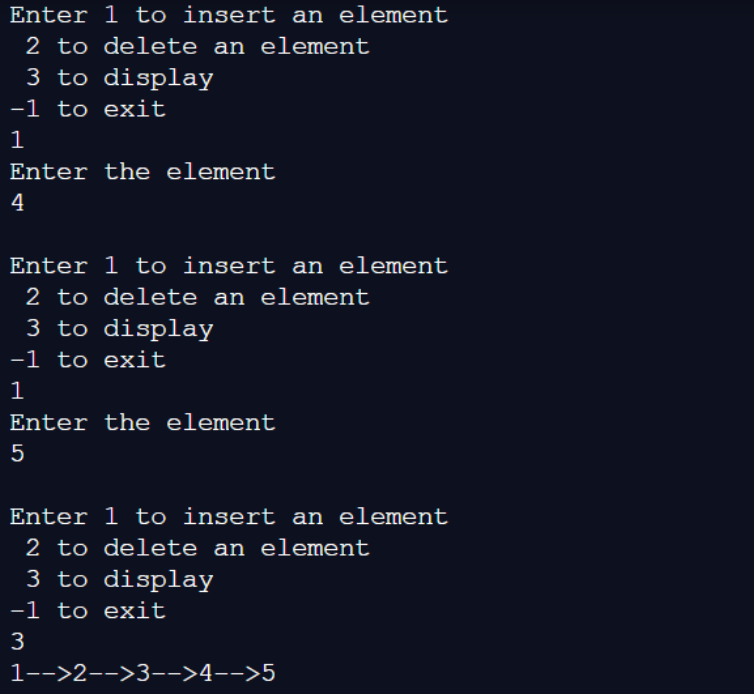 Enter 1 to insert an element
 2 to delete an element
 3 to display
-1 to exit
1
Enter the element
4

Enter 1 to insert an element
 2 to delete an element
 3 to display
-1 to exit
1
Enter the element
5

Enter 1 to insert an element
 2 to delete an element
 3 to display
-1 to exit
3
1-->2-->3-->4-->5